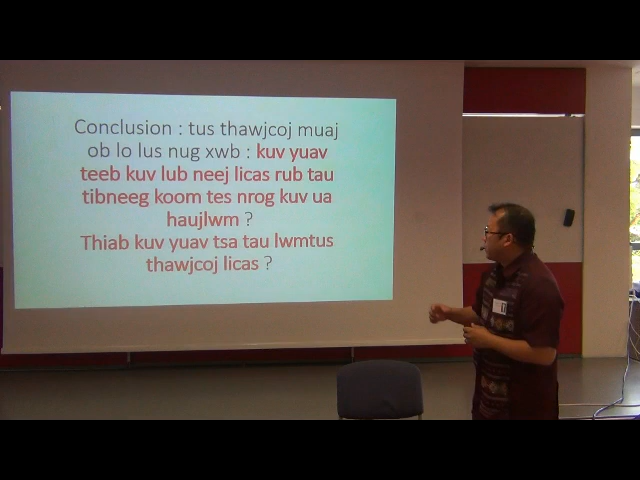 Conclusion : tus thawjcoj muaj
ob lo lus nug xwb : kuv yuav
teeb kuv lub neej licas rub tau
tibneeg koom tes nrog kuv ua
haujlwm ?
Thiab kuv yuav tsa tau lwmtus
thawjcoj licas ?